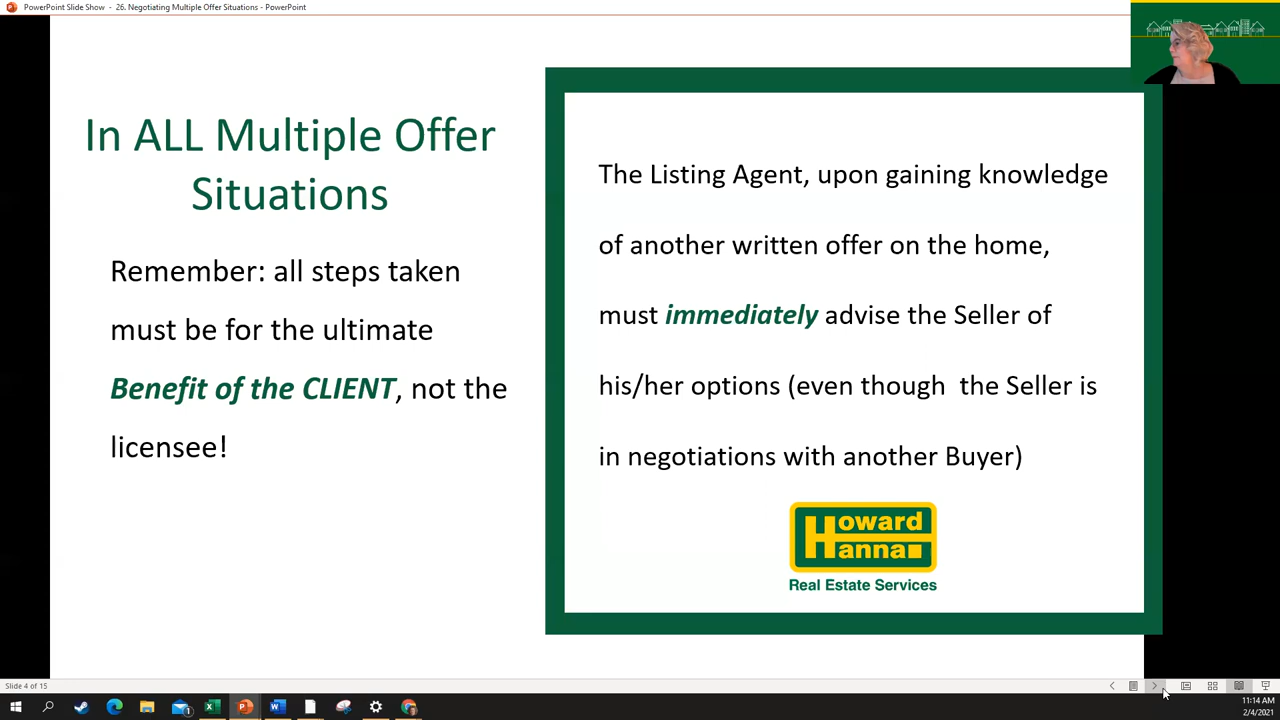 PowerPoint Slide Show - 26. Negotiating Multiple Offer Situations - PowerPoint
In ALL Multiple Offer
Situations
Remember: all steps taken
must be for the ultimate
Benefit of the CLIENT, not the
licensee!
The Listing Agent, upon gaining knowledge
of another written offer on the home,
must immediately advise the Seller of
his/her options (even though the Seller is
in negotiations with another Buyer)
Howard
Hanna
Real Estate Services
Slide 4 of 15
11:14 AM
2/4/2021